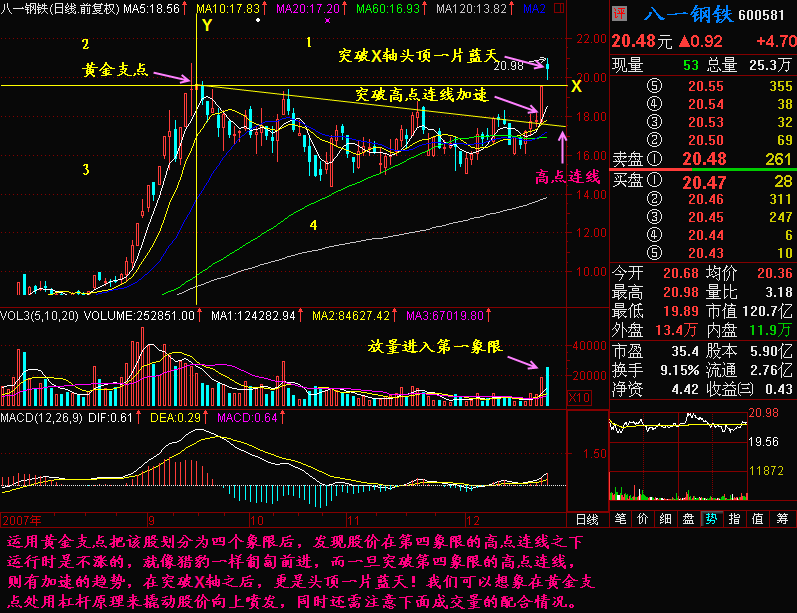 八一钢铁(日线.前复权) MA5:18.56↑ MA10:17.83↑ MA20:17.20↑ MA60:16.93↑ MA120:13.82↑ MA2
评 八一钢铁 600581
20.48元 ▲0.92 +4.70
现量 53 总量 25.3万
⑤ 20.55 355
④ 20.54 38
③ 20.53 32
② 20.50 69
卖盘① 20.48 261
买盘① 20.47 28
② 20.46 311
③ 20.45 247
④ 20.44 6
⑤ 20.43 10
今开 20.68 均价 20.36
最高 20.98 量比 3.18
最低 19.89 市值 120.7亿
外盘 13.4万 内盘 11.9万
市盈 35.4 股本 5.90亿
换手 9.15% 流通 2.76亿
净资 4.42 收益㈢ 0.43
20.98
19.56
11872
笔 价 细 盘 势 指 值 筹
Y
2
1
黄金支点
突破X轴头顶一片蓝天
20.98
X
突破高点连线加速
3
高点连线
4
22.00
20.00
18.00
16.00
14.00
12.00
10.00
VOL3(5,10,20) VOLUME:252851.00↑ MA1:124282.94↑ MA2:84627.42↑ MA3:67019.80↑
放量进入第一象限
40000
20000
X10
MACD(12,26,9) DIF:0.61↑ DEA:0.29↑ MACD:0.64↑
1.50
2007年 9 10 11 12 日线
运用黄金支点把该股划分为四个象限后，发现股价在第四象限的高点连线之下
运行时是不涨的，就像猎豹一样匍匐前进，而一旦突破第四象限的高点连线，
则有加速的趋势，在突破X轴之后，更是头顶一片蓝天！我们可以想象在黄金支
点处用杠杆原理来撬动股价向上喷发，同时还需注意下面成交量的配合情况。